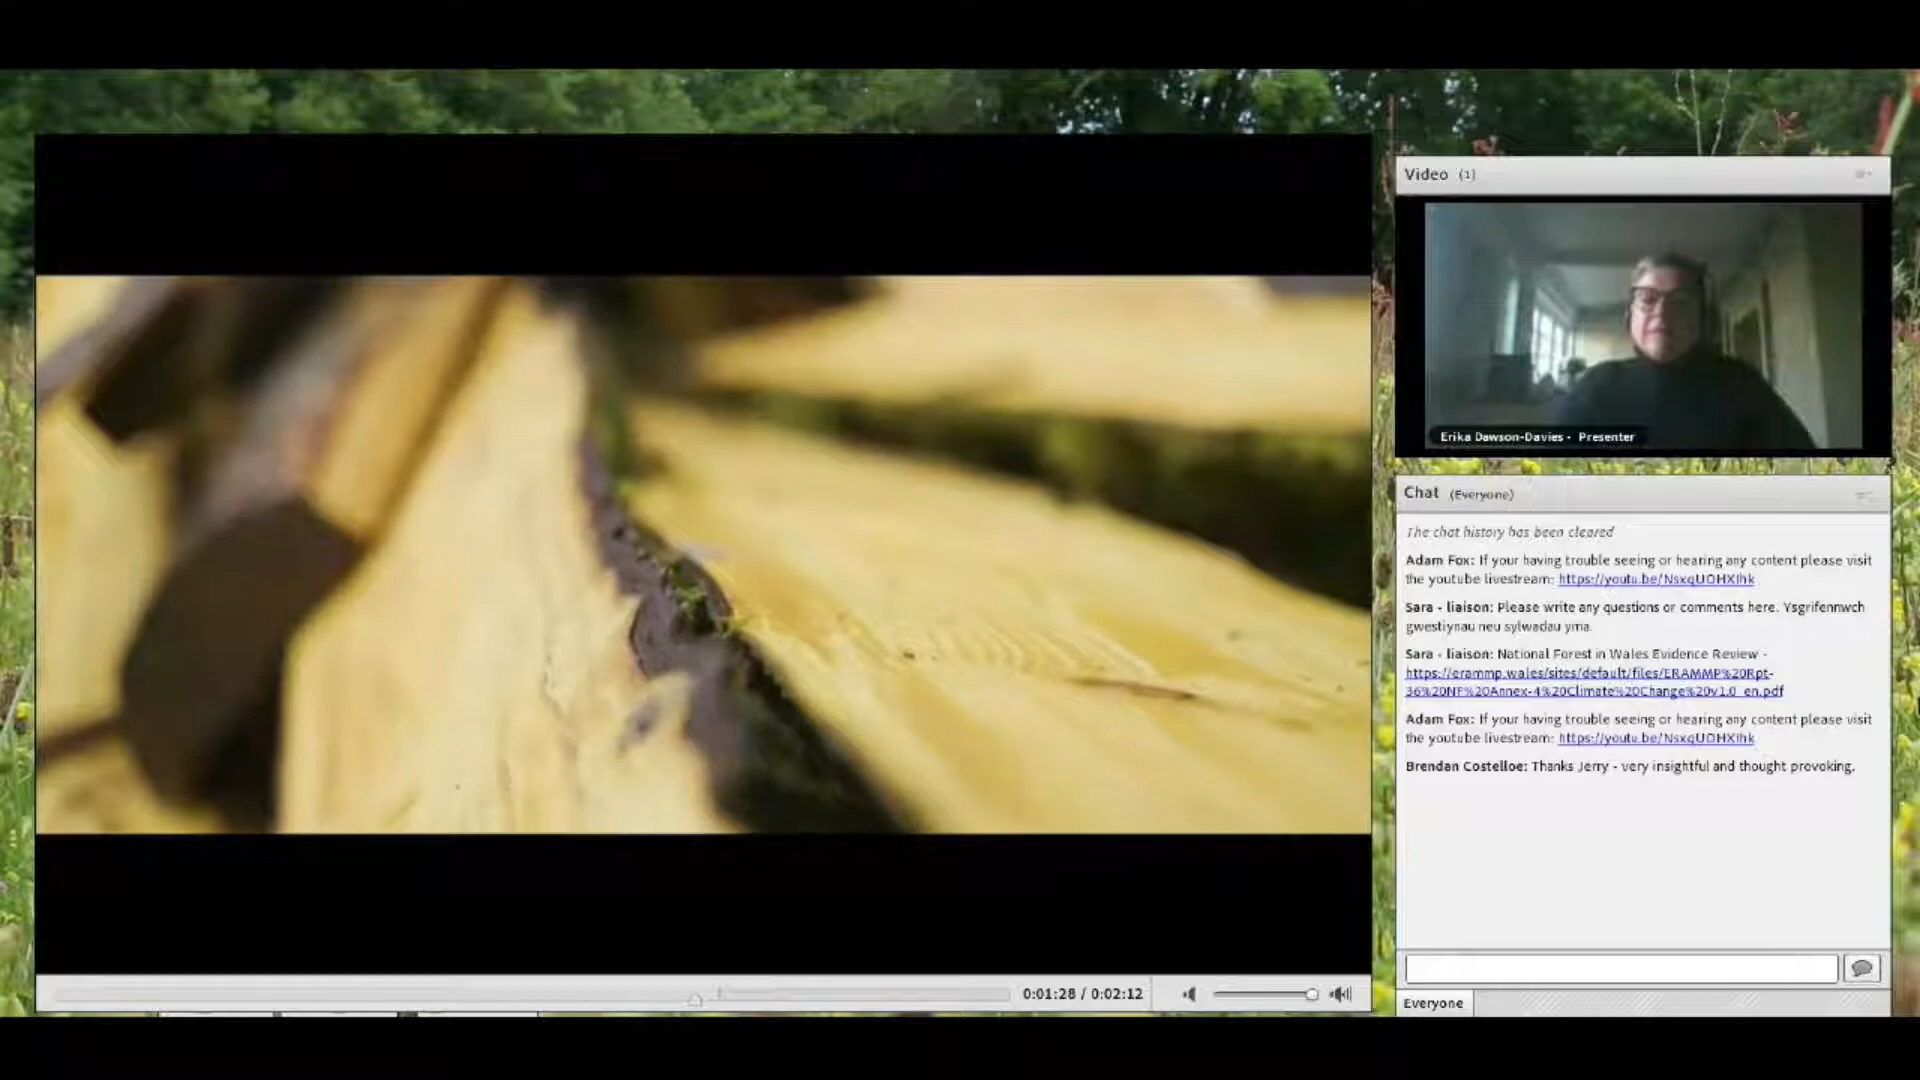 Video (1)
Erika Dawson-Davies - Presenter
Chat (Everyone)
The chat history has been cleared
Adam Fox: If your having trouble seeing or hearing any content please visit
the youtube livestream: https://youtu.be/NsxqUOHXIhk
Sara - liaison: Please write any questions or comments here. Ysgrifennwch
gwestiynau neu sylwadau yma.
Sara - liaison: National Forest in Wales Evidence Review -
https://erammp.wales/sites/default/files/ERAMMP%20Rpt-
36%20NF%20Annex-4%20Climate%20Change%20v1.0_en.pdf
Adam Fox: If your having trouble seeing or hearing any content please visit
the youtube livestream: https://youtu.be/NsxqUOHXIhk
Brendan Costelloe: Thanks Jerry - very insightful and thought provoking.
0:01:28 / 0:02:12
Everyone